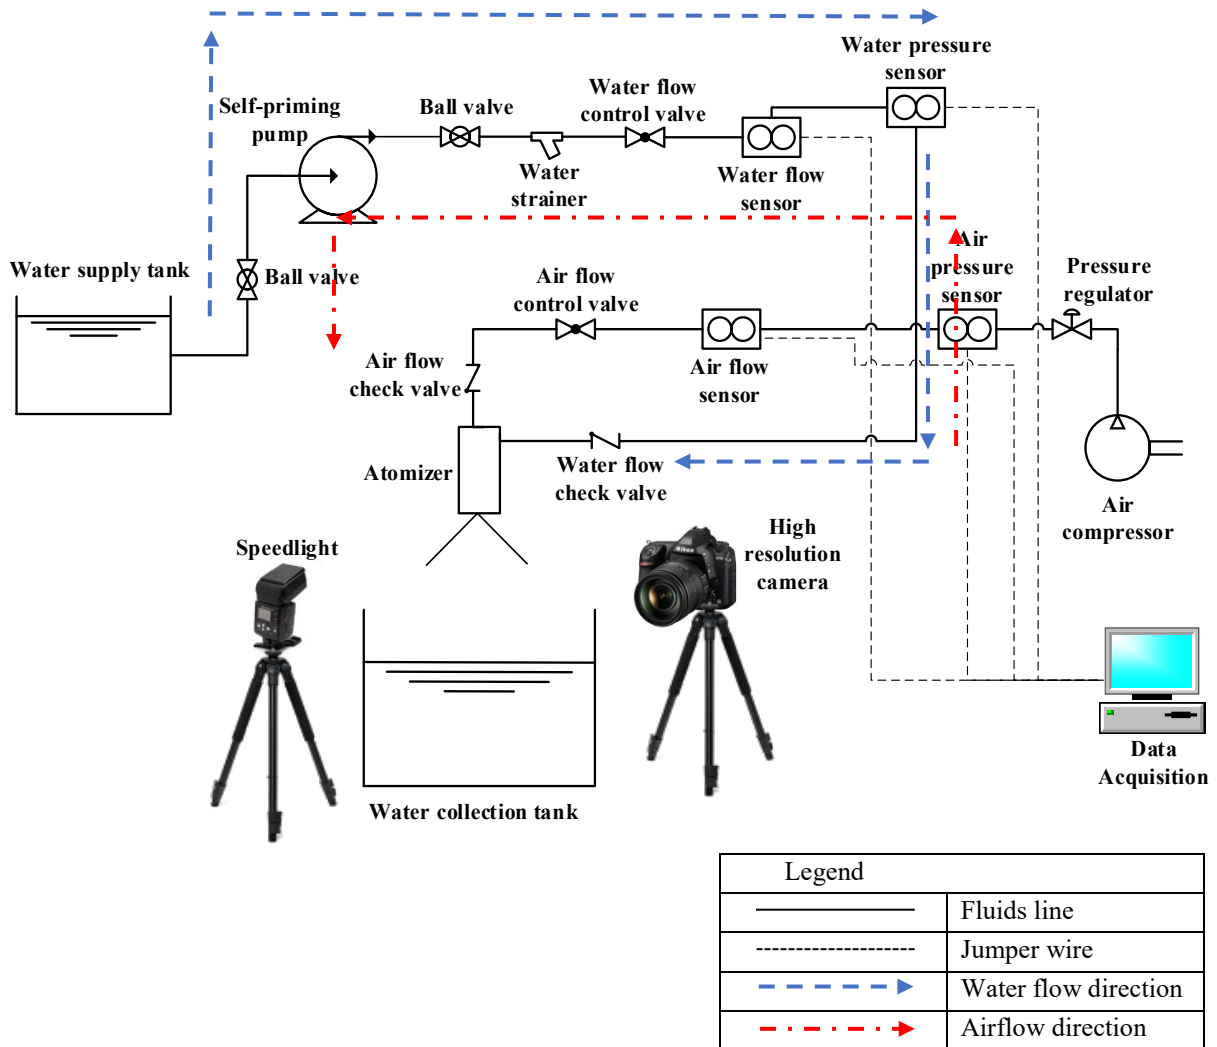 Water pressure
sensor
Self-priming
pump
Ball valve
Water flow
control valve
Water
strainer
Water flow
sensor
Water supply tank
Ball valve
Air flow
control valve
Air
pressure
sensor
Pressure
regulator
Air flow
check valve
Air flow
sensor
Atomizer
Water flow
check valve
Air
compressor
Speedlight
High
resolution
camera
Nikon
Data
Acquisition
Water collection tank
Legend
Fluids line
Jumper wire
Water flow direction
Airflow direction